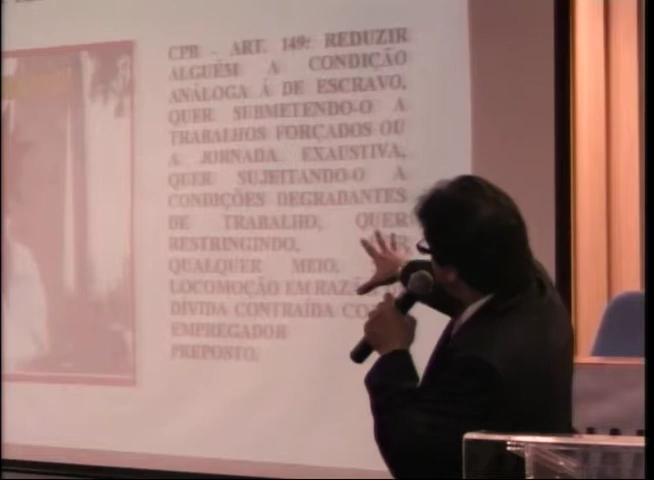 CPB - ART. 149: REDUZIR
ALGUÉM A CONDIÇÃO
ANÁLOGA Á DE ESCRAVO,
QUER SUBMETENDO-O A
TRABALHOS FORÇADOS OU
A JORNADA EXAUSTIVA,
QUER SUJEITANDO-O A
CONDIÇÕES DEGRADANTES
DE TRABALHO, QUER
RESTRINGINDO,
QUALQUER MEIO,
LOCOMOÇÃO EM
DÍVIDA CONTRAÍDA
EMPREGADOR
PREPOSTO.